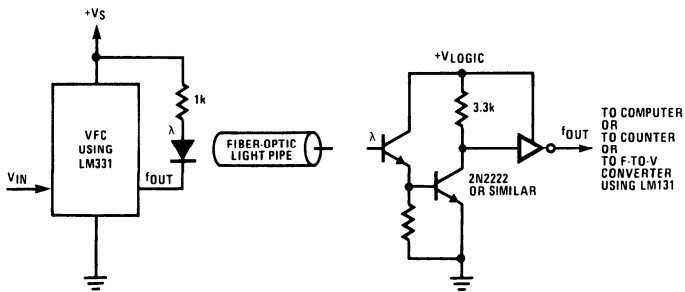 +VS
1k
λ
VFC
USING
LM331
VIN
fOUT
FIBER-OPTIC
LIGHT PIPE
+VLOGIC
3.3k
λ
2N2222
OR SIMILAR
fOUT
TO COMPUTER
OR
TO COUNTER
OR
TO F-TO-V
CONVERTER
USING LM131